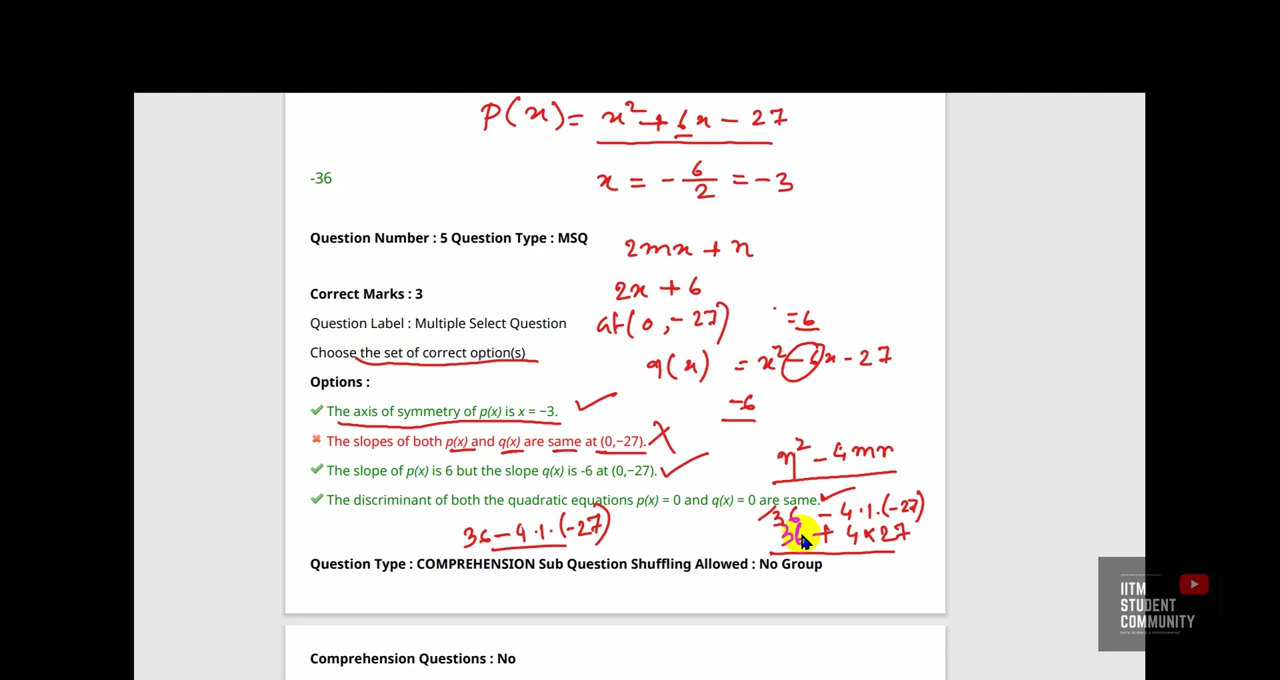 P(x) = x² + 6x - 27
-36
x = - 6/2 = -3
Question Number : 5 Question Type : MSQ
2mx + n
Correct Marks : 3
2x + 6
Question Label : Multiple Select Question
at (0, -27) = 6
Choose the set of correct option(s)
q(x) = x² - 6x - 27
Options :
-6
The axis of symmetry of p(x) is x = −3.
The slopes of both p(x) and q(x) are same at (0,−27).
n² - 4mn
The slope of p(x) is 6 but the slope q(x) is -6 at (0,−27).
The discriminant of both the quadratic equations p(x) = 0 and q(x) = 0 are same.
36 - 4·1·(-27)
36 - 4·1·(-27)
36 + 4×27
Question Type : COMPREHENSION Sub Question Shuffling Allowed : No Group
IITM
STUDENT
COMMUNITY
Comprehension Questions : No